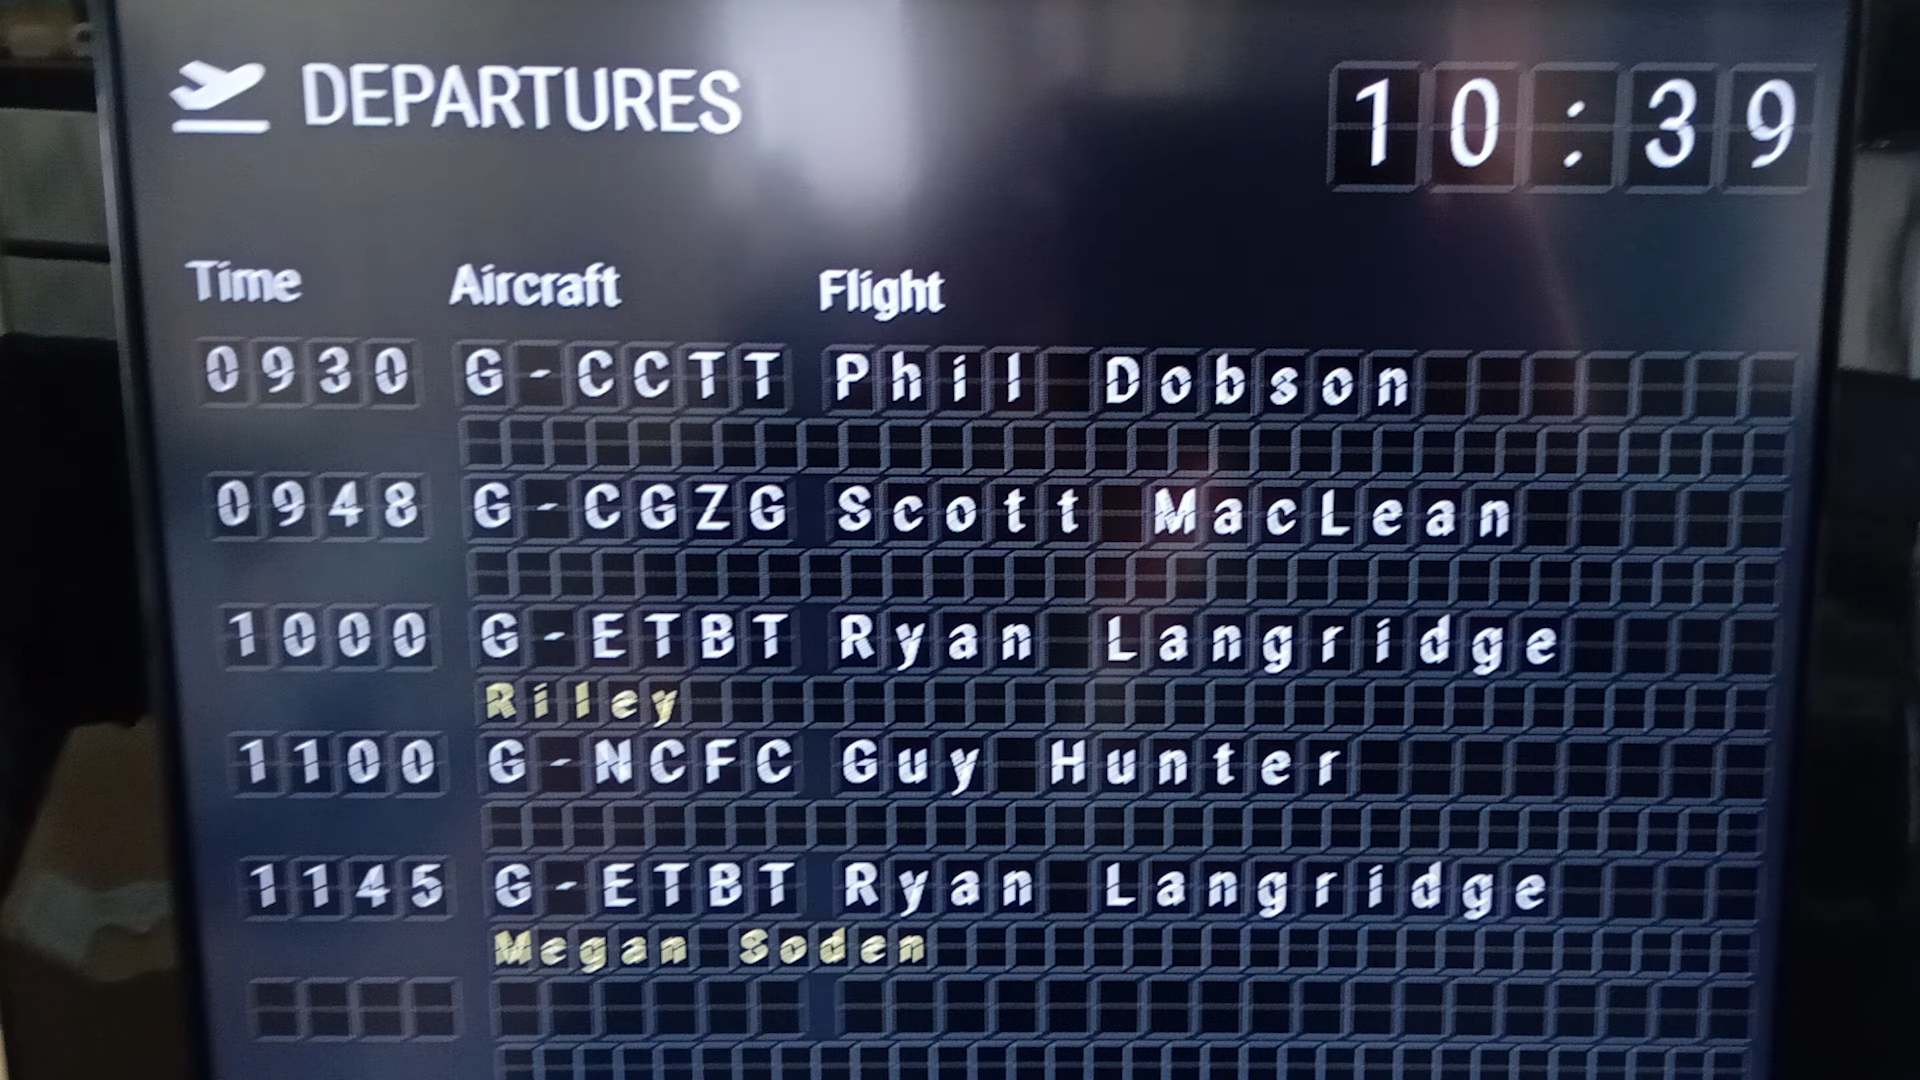 DEPARTURES 10:39
Time Aircraft Flight
0930 G-CCTT Phil Dobson
0948 G-CGZG Scott MacLean
1000 G-ETBT Ryan Langridge
Riley
1100 G-NCFC Guy Hunter
1145 G-ETBT Ryan Langridge
Megan Soden